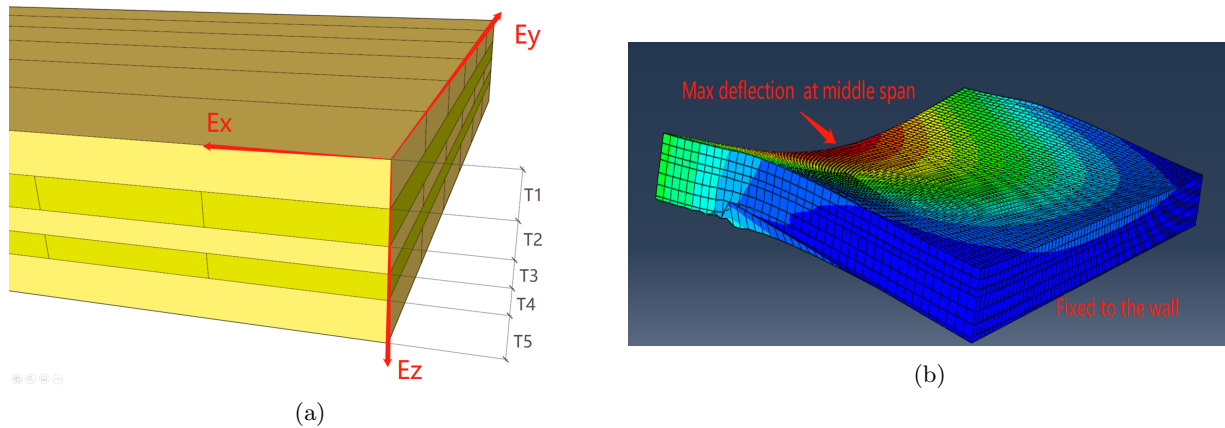 Ey
Ex
T1
T2
T3
T4
T5
Ez
(a)
Max deflection at middle span
Fixed to the wall
(b)